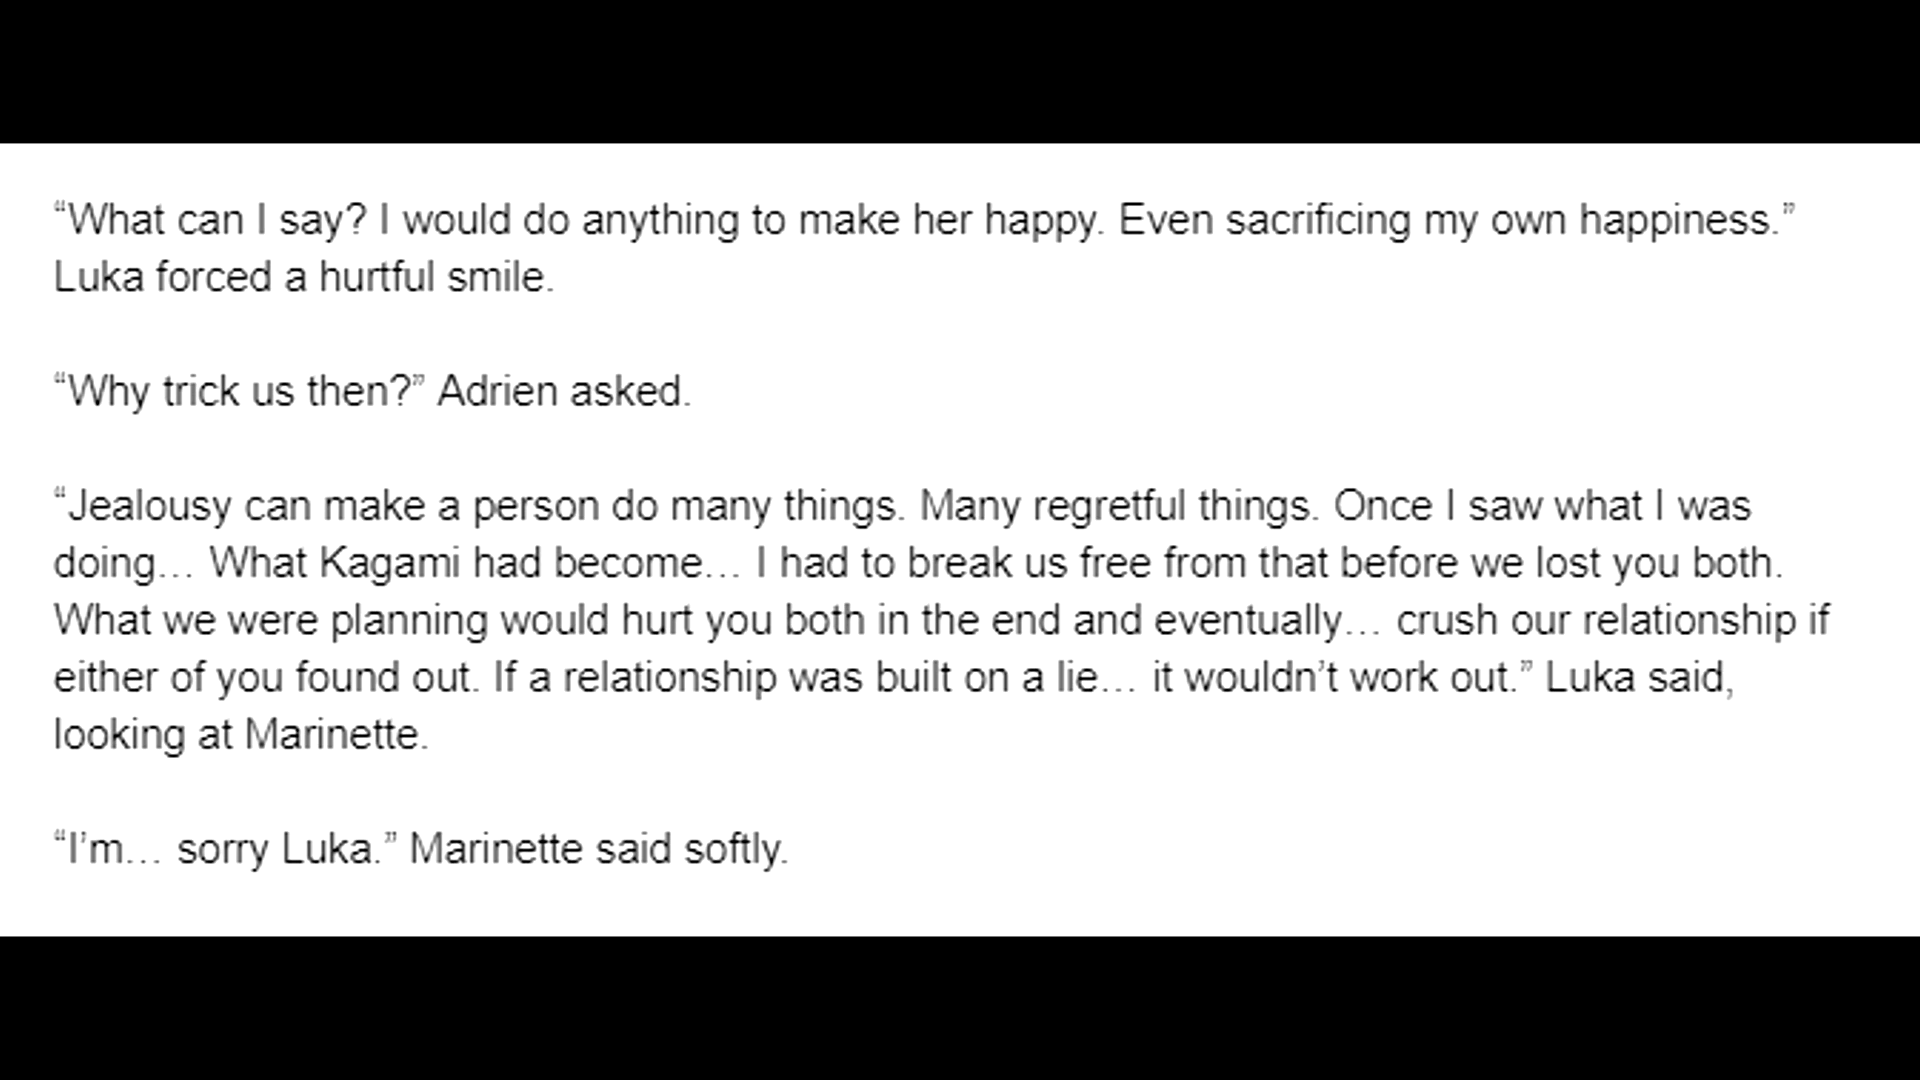 “What can I say? I would do anything to make her happy. Even sacrificing my own happiness.”
Luka forced a hurtful smile.
“Why trick us then?” Adrien asked.
“Jealousy can make a person do many things. Many regretful things. Once I saw what I was
doing… What Kagami had become… I had to break us free from that before we lost you both.
What we were planning would hurt you both in the end and eventually… crush our relationship if
either of you found out. If a relationship was built on a lie… it wouldn’t work out.” Luka said,
looking at Marinette.
“I’m… sorry Luka.” Marinette said softly.